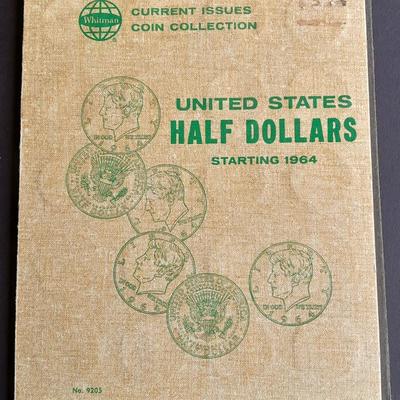 Whitman
CURRENT ISSUES
COIN COLLECTION
UNITED STATES
HALF DOLLARS
STARTING 1964
No. 9205